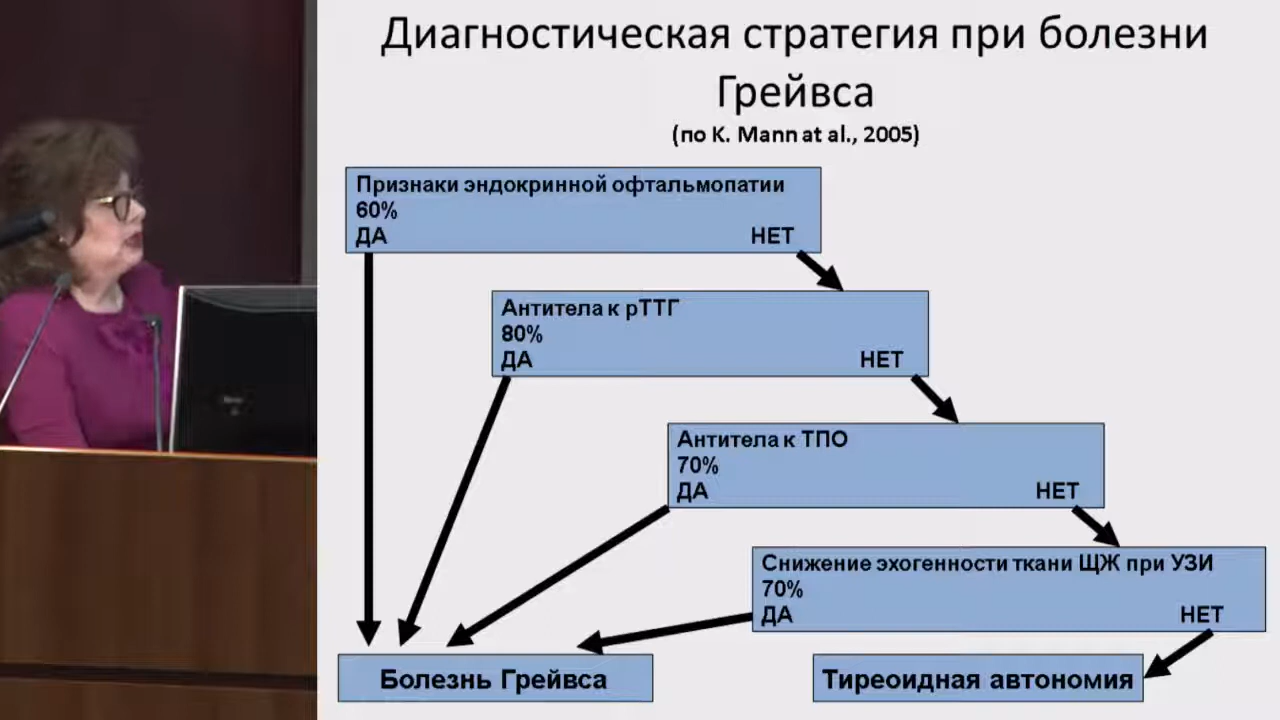 Диагностическая стратегия при болезни
Грейвса
(по K. Mann at al., 2005)
Признаки эндокринной офтальмопатии
60%
ДА НЕТ
Антитела к рТТГ
80%
ДА НЕТ
Антитела к ТПО
70%
ДА НЕТ
Снижение эхогенности ткани ЩЖ при УЗИ
70%
ДА НЕТ
Болезнь Грейвса
Тиреоидная автономия